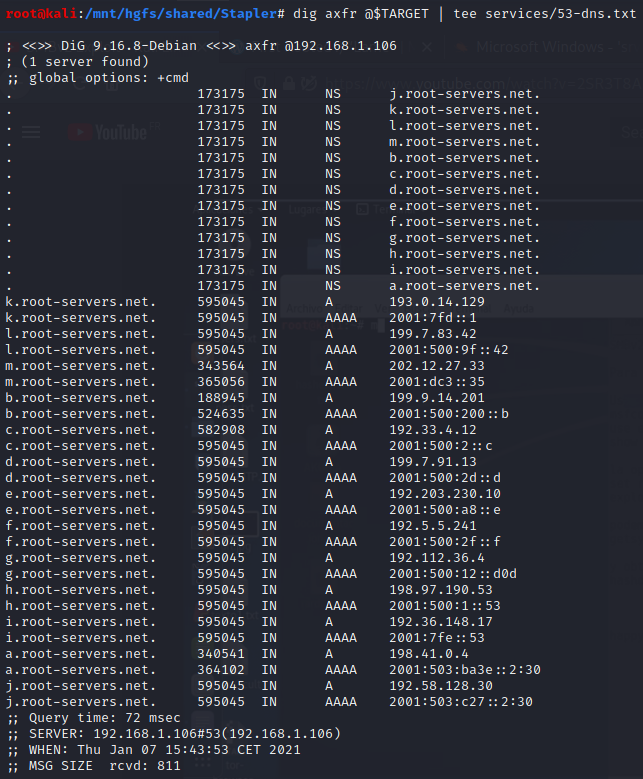 root@kali:/mnt/hgfs/shared/Stapler# dig axfr @$TARGET | tee services/53-dns.txt
; <<>> DiG 9.16.8-Debian <<>> axfr @192.168.1.106
; (1 server found)
;; global options: +cmd
. 173175 IN NS j.root-servers.net.
. 173175 IN NS k.root-servers.net.
. 173175 IN NS l.root-servers.net.
. 173175 IN NS m.root-servers.net.
. 173175 IN NS b.root-servers.net.
. 173175 IN NS c.root-servers.net.
. 173175 IN NS d.root-servers.net.
. 173175 IN NS e.root-servers.net.
. 173175 IN NS f.root-servers.net.
. 173175 IN NS g.root-servers.net.
. 173175 IN NS h.root-servers.net.
. 173175 IN NS i.root-servers.net.
. 173175 IN NS a.root-servers.net.
k.root-servers.net. 595045 IN A 193.0.14.129
k.root-servers.net. 595045 IN AAAA 2001:7fd::1
l.root-servers.net. 595045 IN A 199.7.83.42
l.root-servers.net. 595045 IN AAAA 2001:500:9f::42
m.root-servers.net. 343564 IN A 202.12.27.33
m.root-servers.net. 365056 IN AAAA 2001:dc3::35
b.root-servers.net. 188945 IN A 199.9.14.201
b.root-servers.net. 524635 IN AAAA 2001:500:200::b
c.root-servers.net. 582908 IN A 192.33.4.12
c.root-servers.net. 595045 IN AAAA 2001:500:2::c
d.root-servers.net. 595045 IN A 199.7.91.13
d.root-servers.net. 595045 IN AAAA 2001:500:2d::d
e.root-servers.net. 595045 IN A 192.203.230.10
e.root-servers.net. 595045 IN AAAA 2001:500:a8::e
f.root-servers.net. 595045 IN A 192.5.5.241
f.root-servers.net. 595045 IN AAAA 2001:500:2f::f
g.root-servers.net. 595045 IN A 192.112.36.4
g.root-servers.net. 595045 IN AAAA 2001:500:12::d0d
h.root-servers.net. 595045 IN A 198.97.190.53
h.root-servers.net. 595045 IN AAAA 2001:500:1::53
i.root-servers.net. 595045 IN A 192.36.148.17
i.root-servers.net. 595045 IN AAAA 2001:7fe::53
a.root-servers.net. 340541 IN A 198.41.0.4
a.root-servers.net. 364102 IN AAAA 2001:503:ba3e::2:30
j.root-servers.net. 595045 IN A 192.58.128.30
j.root-servers.net. 595045 IN AAAA 2001:503:c27::2:30
;; Query time: 72 msec
;; SERVER: 192.168.1.106#53(192.168.1.106)
;; WHEN: Thu Jan 07 15:43:53 CET 2021
;; MSG SIZE rcvd: 811
Microsoft Windows -
YouTube